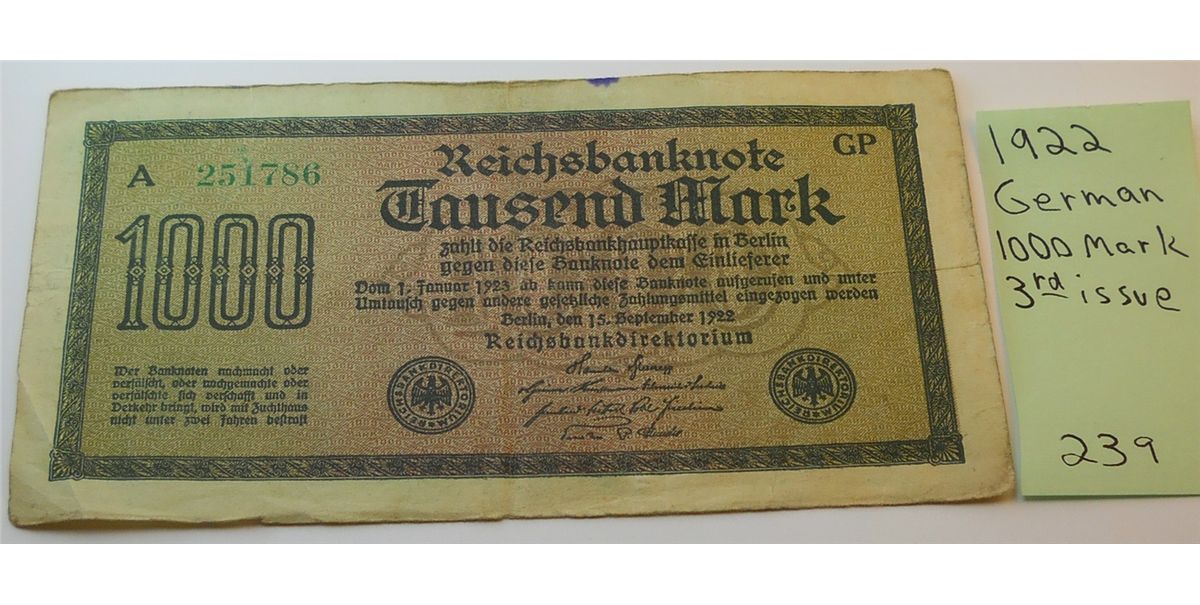 A 251786
GP
Reichsbanknote
Tausend Mark
1000
zahlt die Reichsbankhauptkasse in Berlin
gegen diese Banknote dem Einlieferer
Vom 1. Januar 1923 ab kann diese Banknote aufgerufen und unter
Umtausch gegen andere gesetzliche Zahlungsmittel eingezogen werden
Berlin, den 15. September 1922
Reichsbankdirektorium
Wer Banknoten nachmacht oder
verfälscht, oder nachgemachte oder
verfälschte sich verschafft und in
Verkehr bringt, wird mit Zuchthaus
nicht unter zwei Jahren bestraft
REICHSBANKDIREKTORIUM
REICHSBANKDIREKTORIUM
1922
German
1000 Mark
3rd issue
239